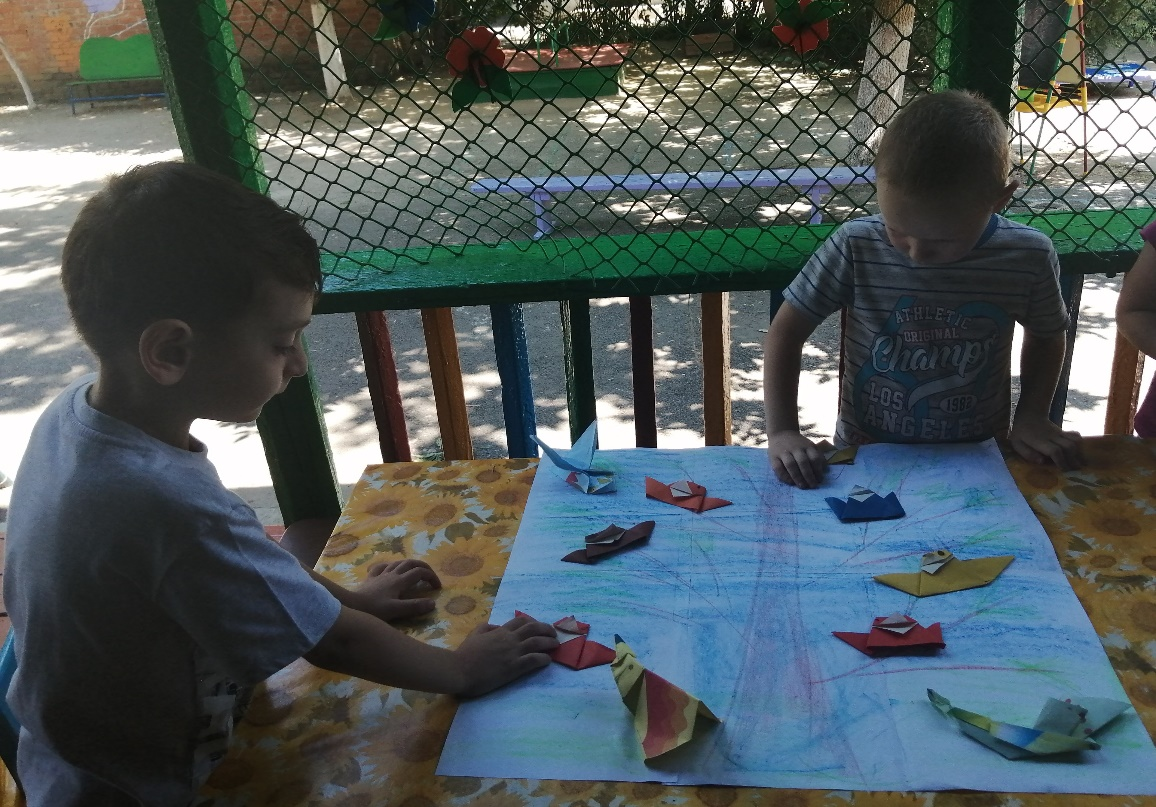 ATHLETIC
ORIGINAL
Champs
LOS
1982
ANGELES